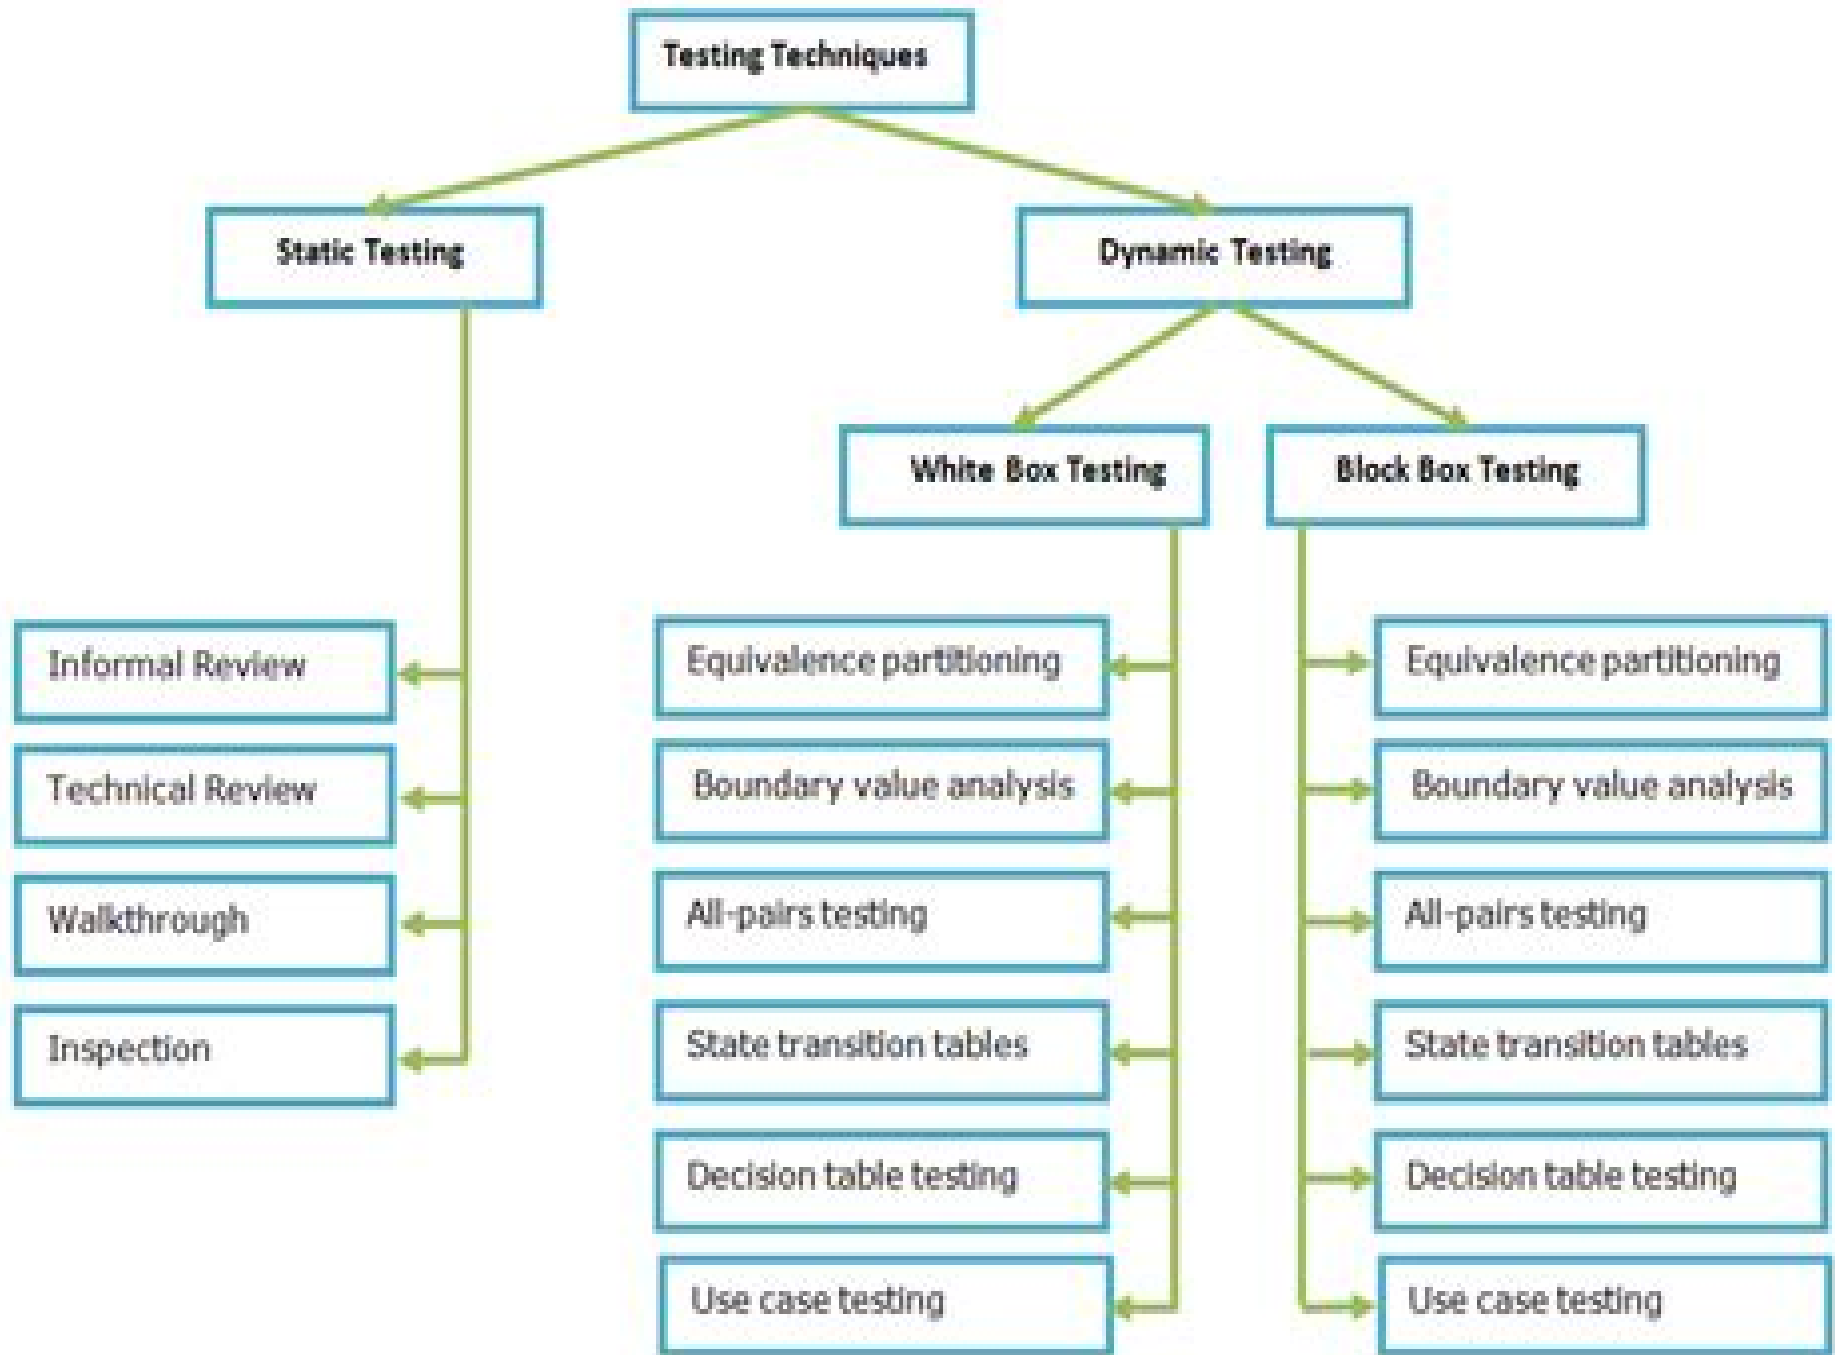 Testing Techniques
Static Testing
Dynamic Testing
White Box Testing
Block Box Testing
Informal Review
Technical Review
Walkthrough
Inspection
Equivalence partitioning
Boundary value analysis
All-pairs testing
State transition tables
Decision table testing
Use case testing
Equivalence partitioning
Boundary value analysis
All-pairs testing
State transition tables
Decision table testing
Use case testing